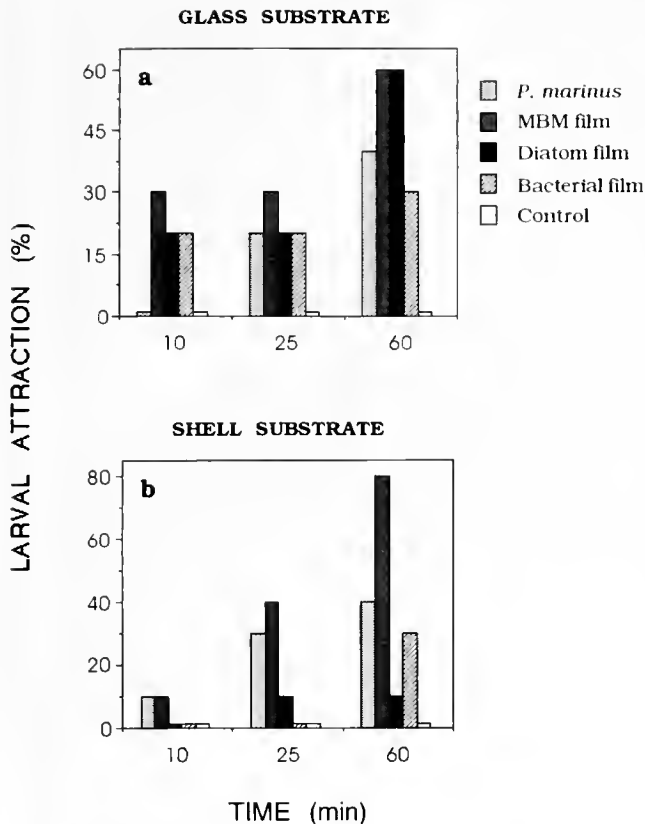 GLASS SUBSTRATE
a
60
45
30
15
0
10 25 60
P. marinus
MBM film
Diatom film
Bacterial film
Control
LARVAL ATTRACTION (%)
SHELL SUBSTRATE
b
80
60
40
20
0
10 25 60
TIME (min)